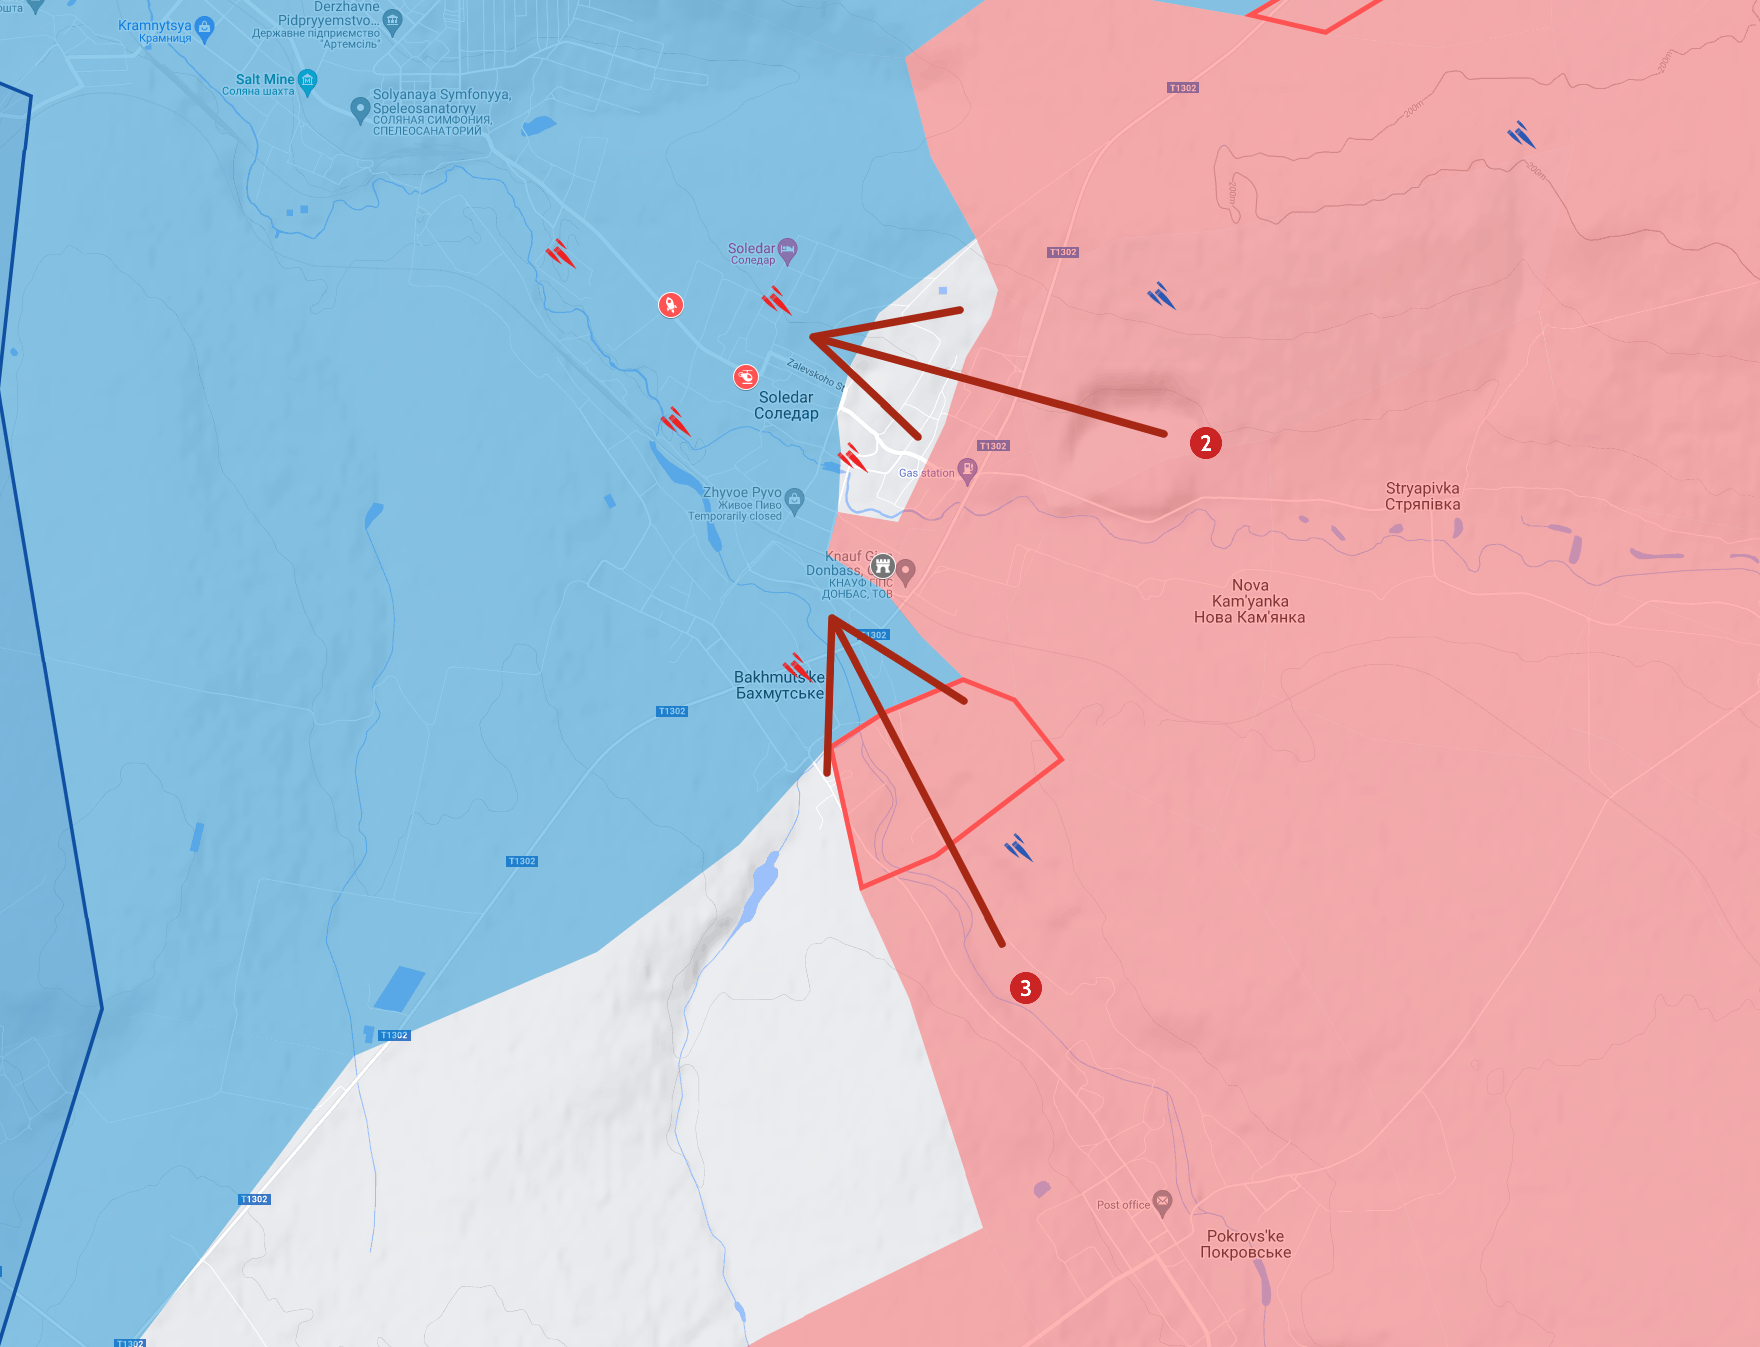 ошта
Kramnytsya
Крамниця
Derzhavne
Pidpryyemstvo...
Державне підприємство
"Артемсіль"
Salt Mine
Соляна шахта
Solyanaya Symfonyya,
Speleosanatoryy
СОЛЯНАЯ СИМФОНИЯ,
СПЕЛЕОСАНАТОРИЙ
T1302
200m
200m
200m
200m
Soledar
Соледар
T1302
Zalevskoho St
Soledar
Соледар
2
T1302
Gas station
Zhyvoe Pyvo
Живое Пиво
Temporarily closed
Stryapivka
Стряпівка
Knauf Gi
Donbass,
КНАУФ ГІПС
ДОНБАС, ТОВ
Nova
Kam'yanka
Нова Кам'янка
T1302
Bakhmuts'ke
Бахмутське
T1302
T1302
3
T1302
T1302
Post office
Pokrovs'ke
Покровське
T1302